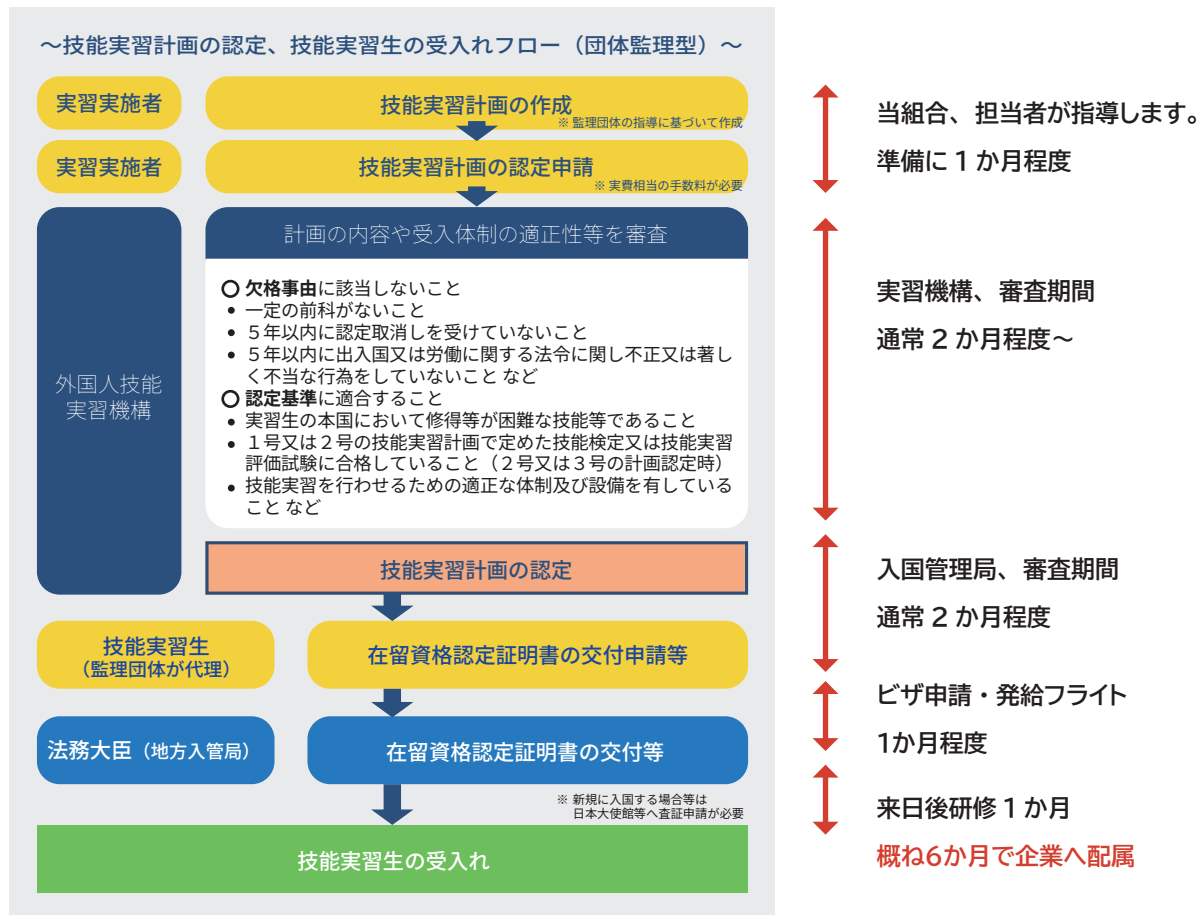 ～技能実習計画の認定、技能実習生の受入れフロー（団体監理型）～
実習実施者
技能実習計画の作成
※ 監理団体の指導に基づいて作成
実習実施者
技能実習計画の認定申請
※ 実費相当の手数料が必要
外国人技能
実習機構
計画の内容や受入体制の適正性等を審査
○ 欠格事由に該当しないこと
• 一定の前科がないこと
• ５年以内に認定取消しを受けていないこと
• ５年以内に出入国又は労働に関する法令に関し不正又は著し
く不当な行為をしていないこと など
○ 認定基準に適合すること
• 実習生の本国において修得等が困難な技能等であること
• １号又は２号の技能実習計画で定めた技能検定又は技能実習
評価試験に合格していること（２号又は３号の計画認定時）
• 技能実習を行わせるための適正な体制及び設備を有している
こと など
技能実習計画の認定
技能実習生
（監理団体が代理）
在留資格認定証明書の交付申請等
法務大臣（地方入管局）
在留資格認定証明書の交付等
※ 新規に入国する場合等は
日本大使館等へ査証申請が必要
技能実習生の受入れ
当組合、担当者が指導します。
準備に 1 か月程度
実習機構、審査期間
通常 2 か月程度～
入国管理局、審査期間
通常 2 か月程度
ビザ申請・発給フライト
1か月程度
来日後研修 1 か月
概ね6か月で企業へ配属